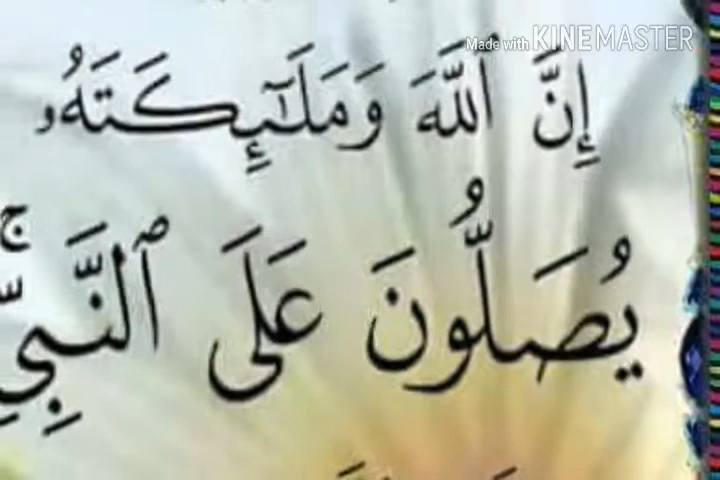 Made with KINEMASTER
إِنَّ ٱللَّهَ وَمَلَٰٓئِكَتَهُۥ
يُصَلُّونَ عَلَى ٱلنَّبِيِّ ۚ